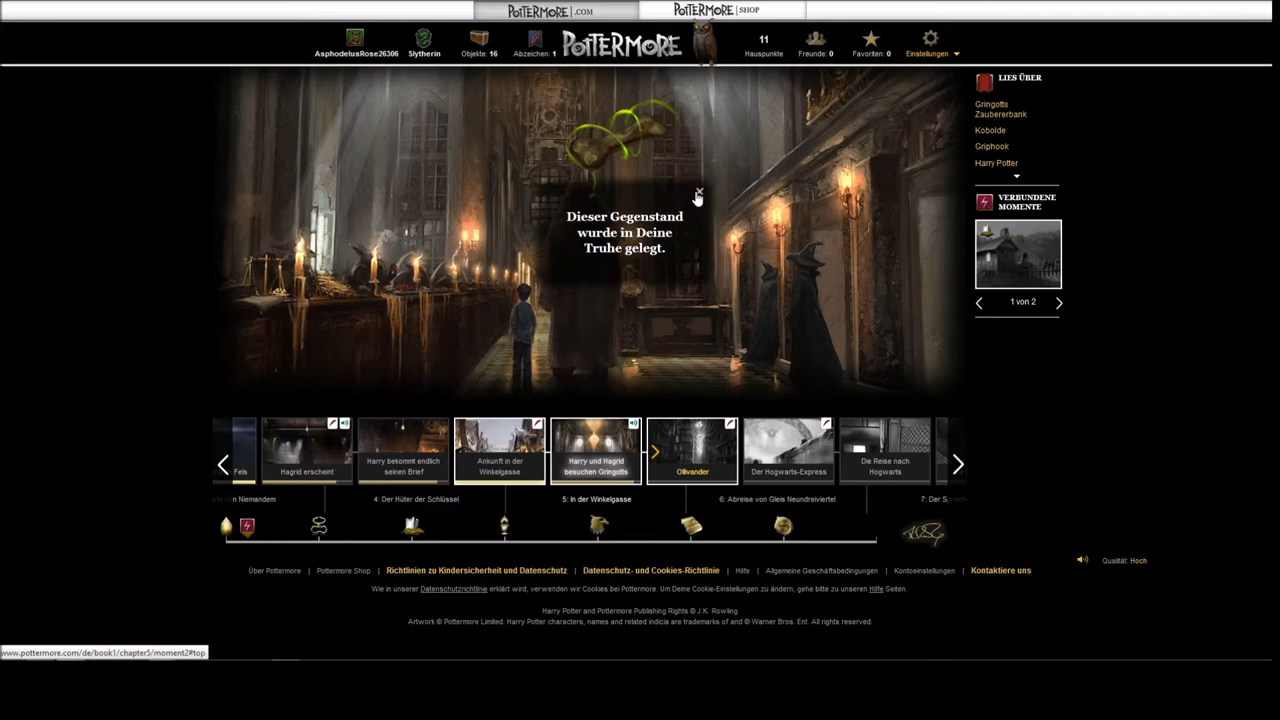 POTTERMORE|.COM
POTTERMORE|SHOP
AsphodelusRose26306
Slytherin
Objekte: 16
Abzeichen: 1
POTTERMORE
11
Hauspunkte
Freunde: 0
Favoriten: 0
Einstellungen
LIES ÜBER
Gringotts
Zaubererbank
Kobolde
Griphook
Harry Potter
VERBUNDENE
MOMENTE
1 von 2
Dieser Gegenstand
wurde in Deine
Truhe gelegt.
Fels
Hagrid erscheint
Harry bekommt endlich
seinen Brief
Ankunft in der
Winkelgasse
Harry und Hagrid
besuchen Gringotts
Ollivander
Der Hogwarts-Express
Die Reise nach
Hogwarts
Niemandem
4: Der Hüter der Schlüssel
5: In der Winkelgasse
6: Abreise von Gleis Neundreiviertel
7: Der
Qualität: Hoch
Über Pottermore | Pottermore Shop | Richtlinien zu Kindersicherheit und Datenschutz | Datenschutz- und Cookies-Richtlinie | Hilfe | Allgemeine Geschäftsbedingungen | Kontoeinstellungen | Kontaktiere uns
Wie in unserer Datenschutzrichtlinie erklärt wird, verwenden wir Cookies bei Pottermore. Um Deine Cookie-Einstellungen zu ändern, gehe bitte zu unseren Hilfe Seiten.
Harry Potter and Pottermore Publishing Rights © J.K. Rowling
Artwork © Pottermore Limited. Harry Potter characters, names and related indicia are trademarks of and © Warner Bros. Ent. All rights reserved.
www.pottermore.com/de/book1/chapter5/moment2#top